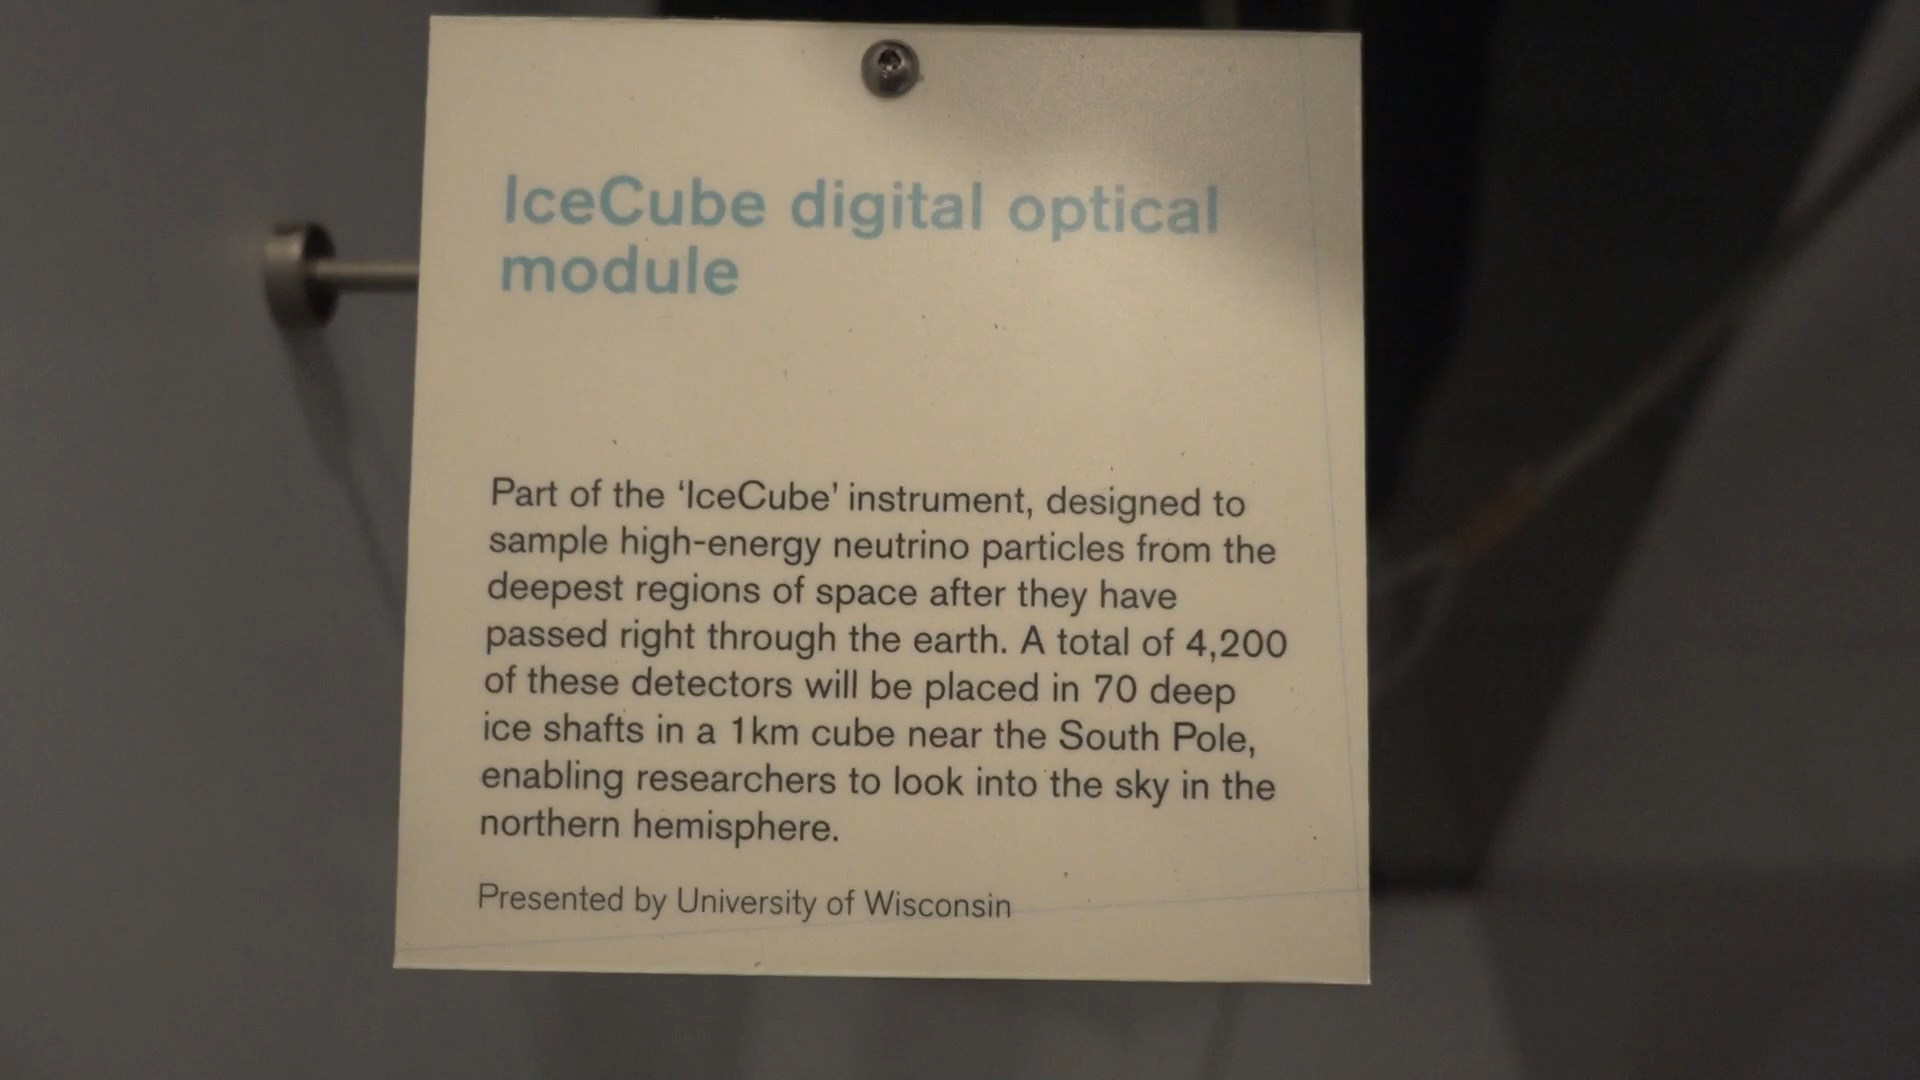 IceCube digital optical
module
Part of the ‘IceCube’ instrument, designed to
sample high-energy neutrino particles from the
deepest regions of space after they have
passed right through the earth. A total of 4,200
of these detectors will be placed in 70 deep
ice shafts in a 1km cube near the South Pole,
enabling researchers to look into the sky in the
northern hemisphere.
Presented by University of Wisconsin